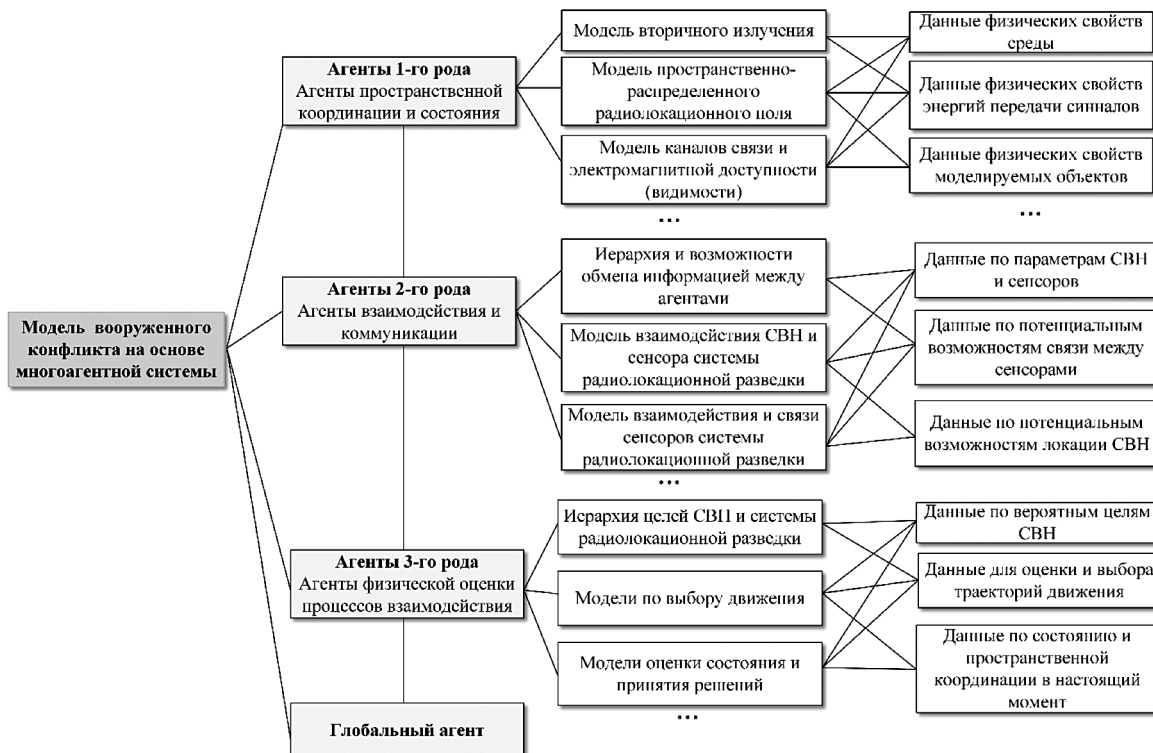 Модель вооруженного
конфликта на основе
многоагентной системы
Агенты 1-го рода
Агенты пространственной
координации и состояния
Модель вторичного излучения
Модель пространственно-
распределенного
радиолокационного поля
Модель каналов связи и
электромагнитной доступности
(видимости)
...
Данные физических свойств
среды
Данные физических свойств
энергий передачи синналов
Данные физических свойств
моделируемых объектов
...
Агенты 2-го рода
Агенты взаимодействия и
коммуникации
Иерархия и возможности
обмена информацией между
агентами
Модель взаимодействия СВН и
сенсора системы
радиолокационной разведки
Модель взаимодействия и связи
сенсоров системы
радиолокационной разведки
...
Данные по параметрам СВН
и сенсоров
Данные по потенциальным
возможностям связи между
сенсорами
Данные по потенциальным
возможностям локации СВН
Агенты 3-го рода
Агенты физической оценки
процессов взаимодействия
Иерархия целей СВН и системы
радиолокационной разведки
Модели по выбору движения
Модели оценки состояния и
принятия решений
...
Данные по вероятным целям
СВН
Данные для оценки и выбора
траекторий движения
Данные по состоянию и
пространственной
координации в настоящий
момент
Глобальный агент